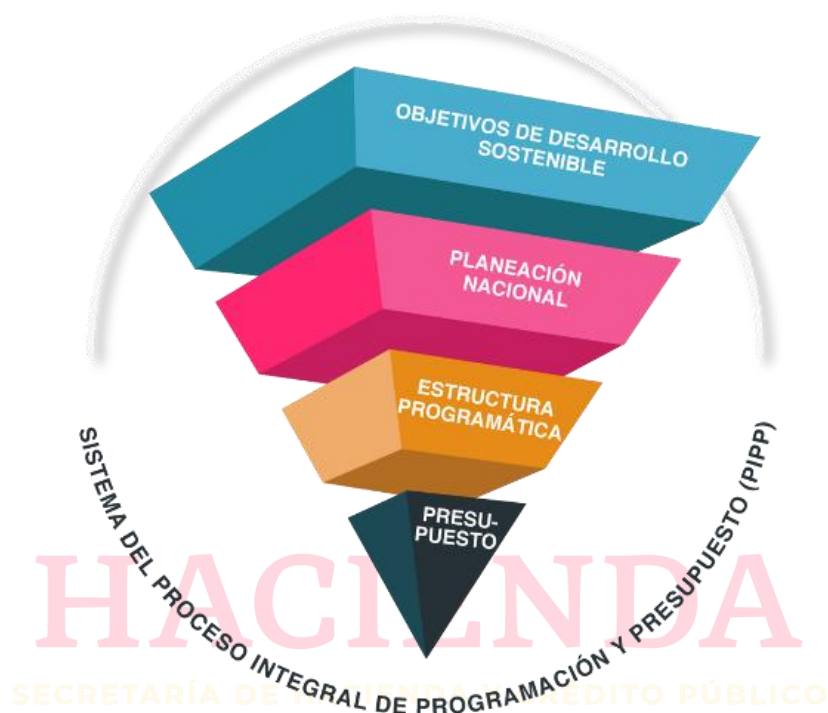 OBJETIVOS DE DESARROLLO
SOSTENIBLE
PLANEACIÓN
NACIONAL
ESTRUCTURA
PROGRAMÁTICA
PRESU-
PUESTO
SISTEMA DEL PROCESO INTEGRAL DE PROGRAMACIÓN Y PRESUPUESTO (PIPP)
HACIENDA
SECRETARÍA DE HACIENDA Y CRÉDITO PÚBLICO